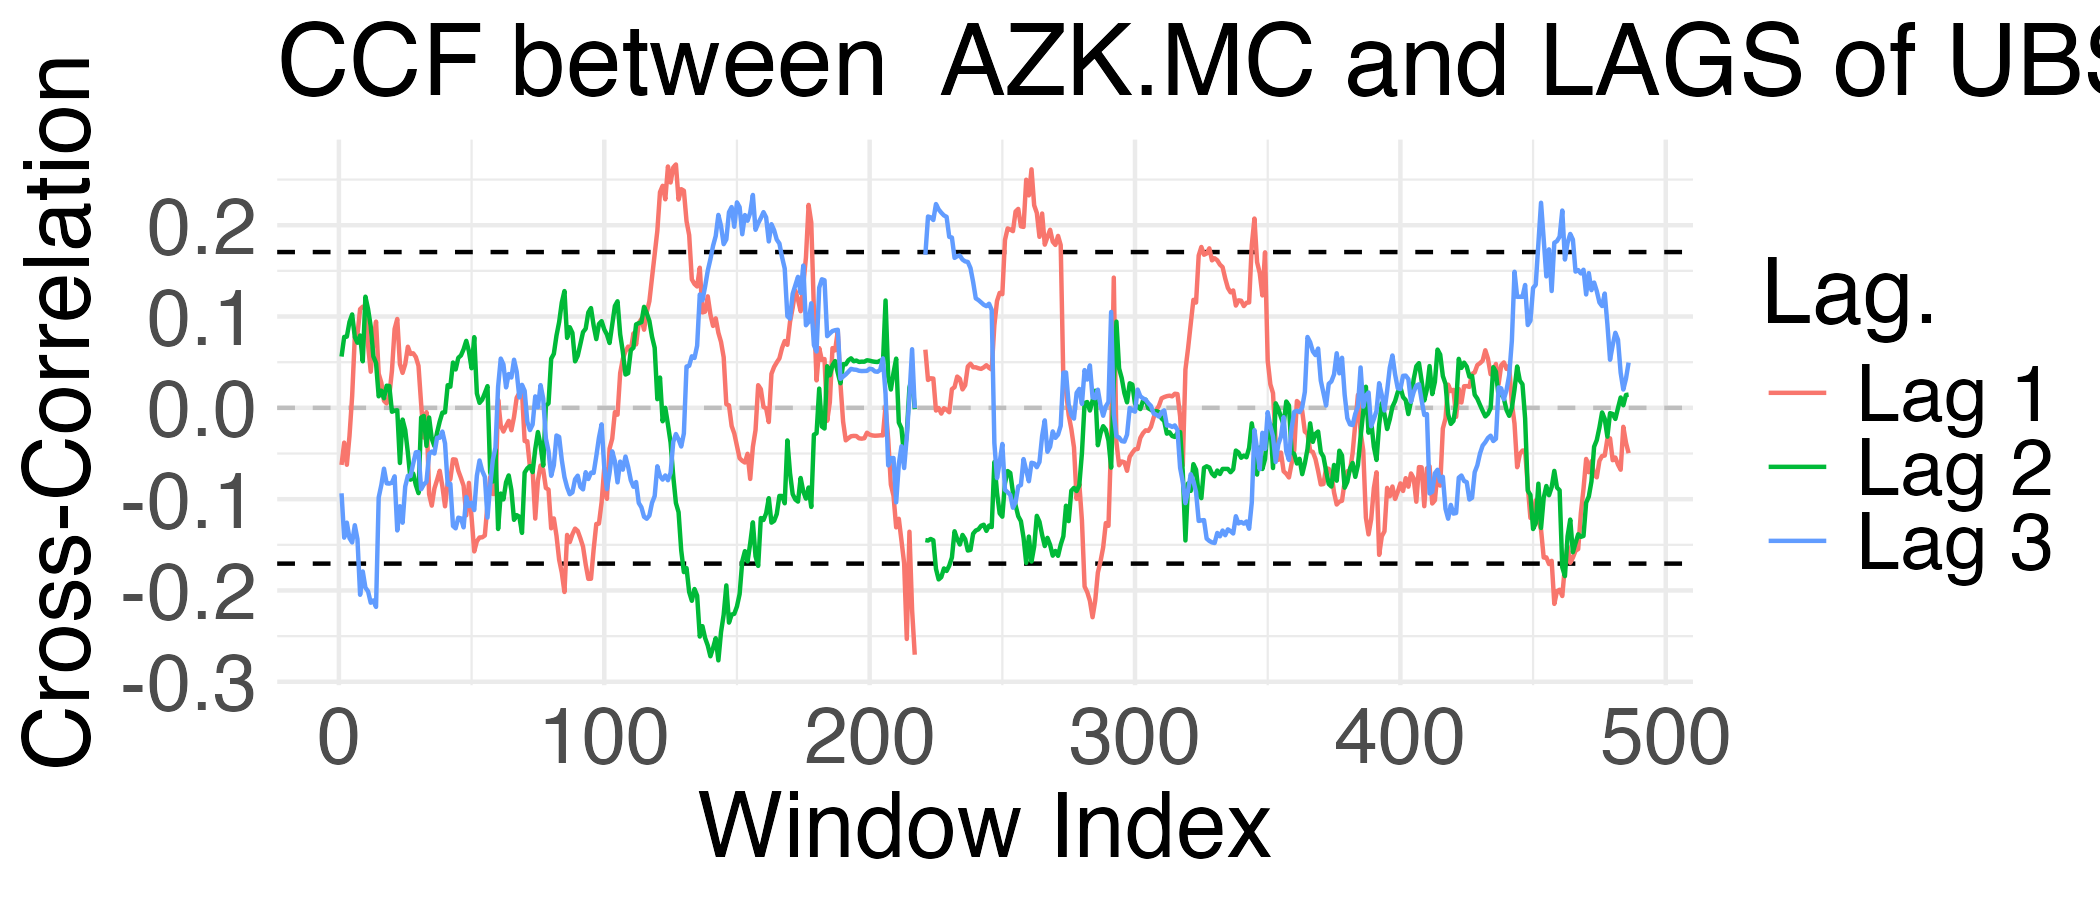 CCF between  AZK.MC and LAGS of UBS
Cross-Correlation
0.2
0.1
0.0
-0.1
-0.2
-0.3
0 100 200 300 400 500
Window Index
Lag.
Lag 1
Lag 2
Lag 3